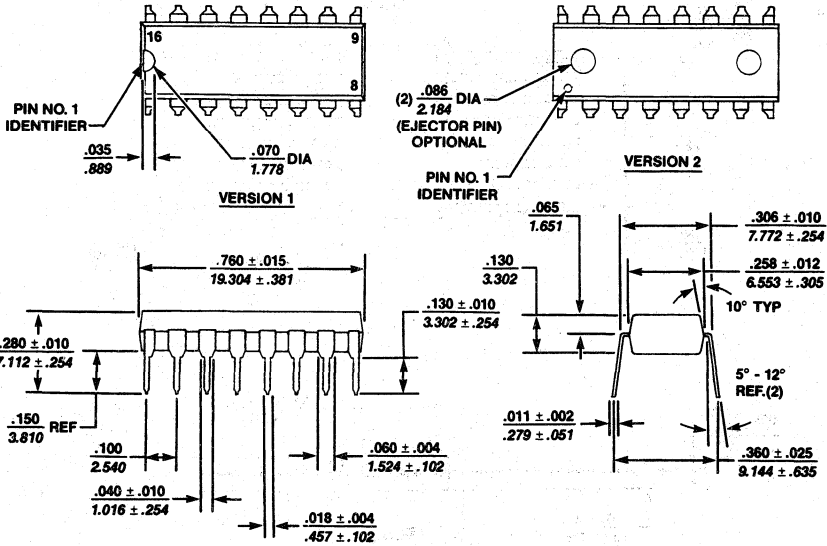 16
9
8
PIN NO. 1
IDENTIFIER
.035
.889
.070 DIA
1.778
VERSION 1
(2) .086 DIA
2.184
(EJECTOR PIN)
OPTIONAL
PIN NO. 1
IDENTIFIER
VERSION 2
.760 ± .015
19.304 ± .381
.280 ± .010
7.112 ± .254
.150 REF
3.810
.130 ± .010
3.302 ± .254
.100
2.540
.060 ± .004
1.524 ± .102
.040 ± .010
1.016 ± .254
.018 ± .004
.457 ± .102
.065
1.651
.306 ± .010
7.772 ± .254
.130
3.302
.258 ± .012
6.553 ± .305
10° TYP
5° - 12°
REF.(2)
.011 ± .002
.279 ± .051
.360 ± .025
9.144 ± .635